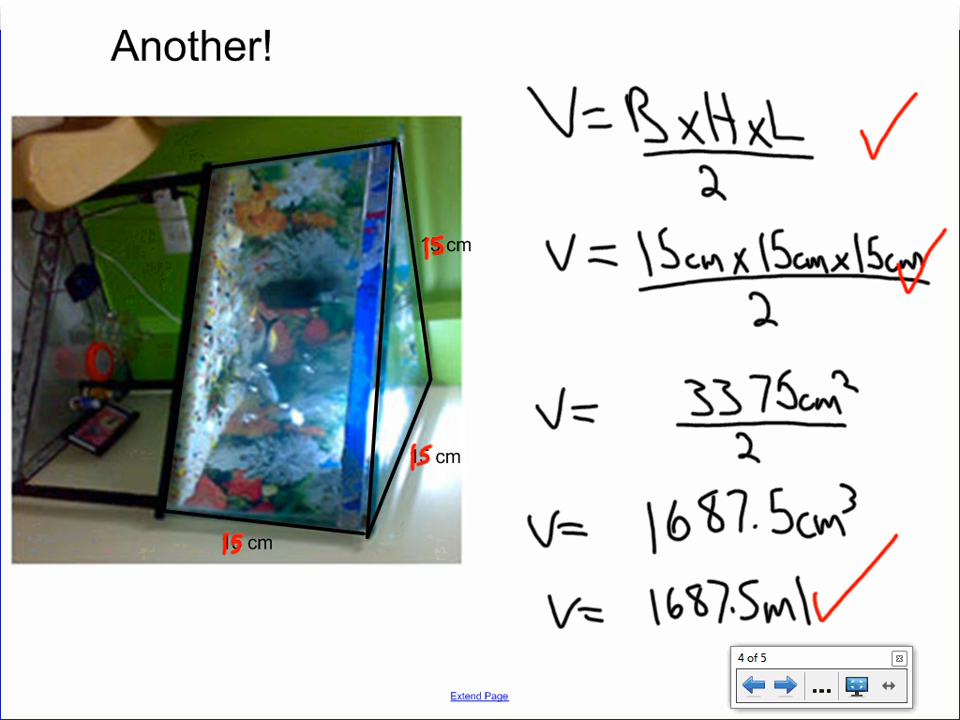 Another!
V = B x H x L
2
V = 15cm x 15cm x 15cm
2
V = 3375cm²
2
V = 1687.5cm³
V = 1687.5ml
15 cm
15 cm
15 cm
4 of 5
...
Extend Page